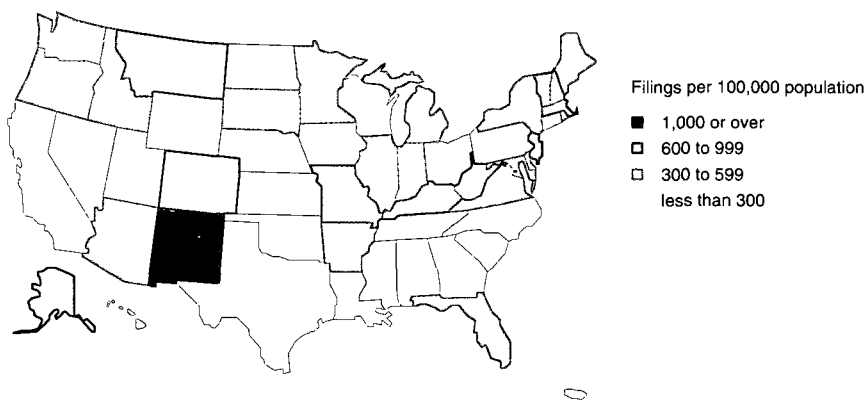 Filings per 100,000 population
1,000 or over
600 to 999
300 to 599
less than 300